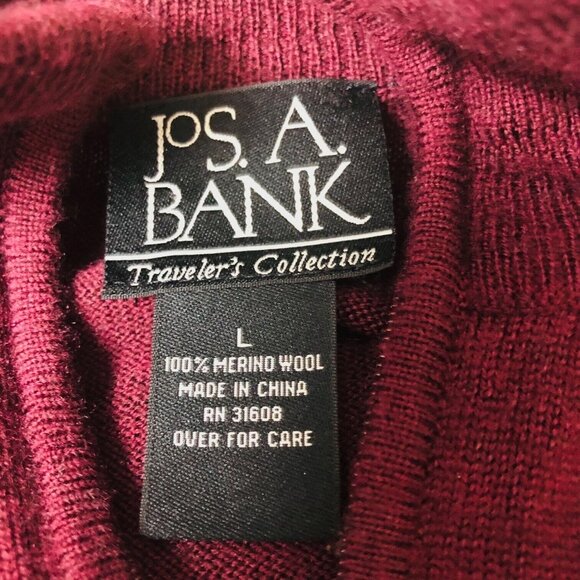 JOS. A.
BANK
Traveler's Collection
L
100% MERINO WOOL
MADE IN CHINA
RN 31608
OVER FOR CARE